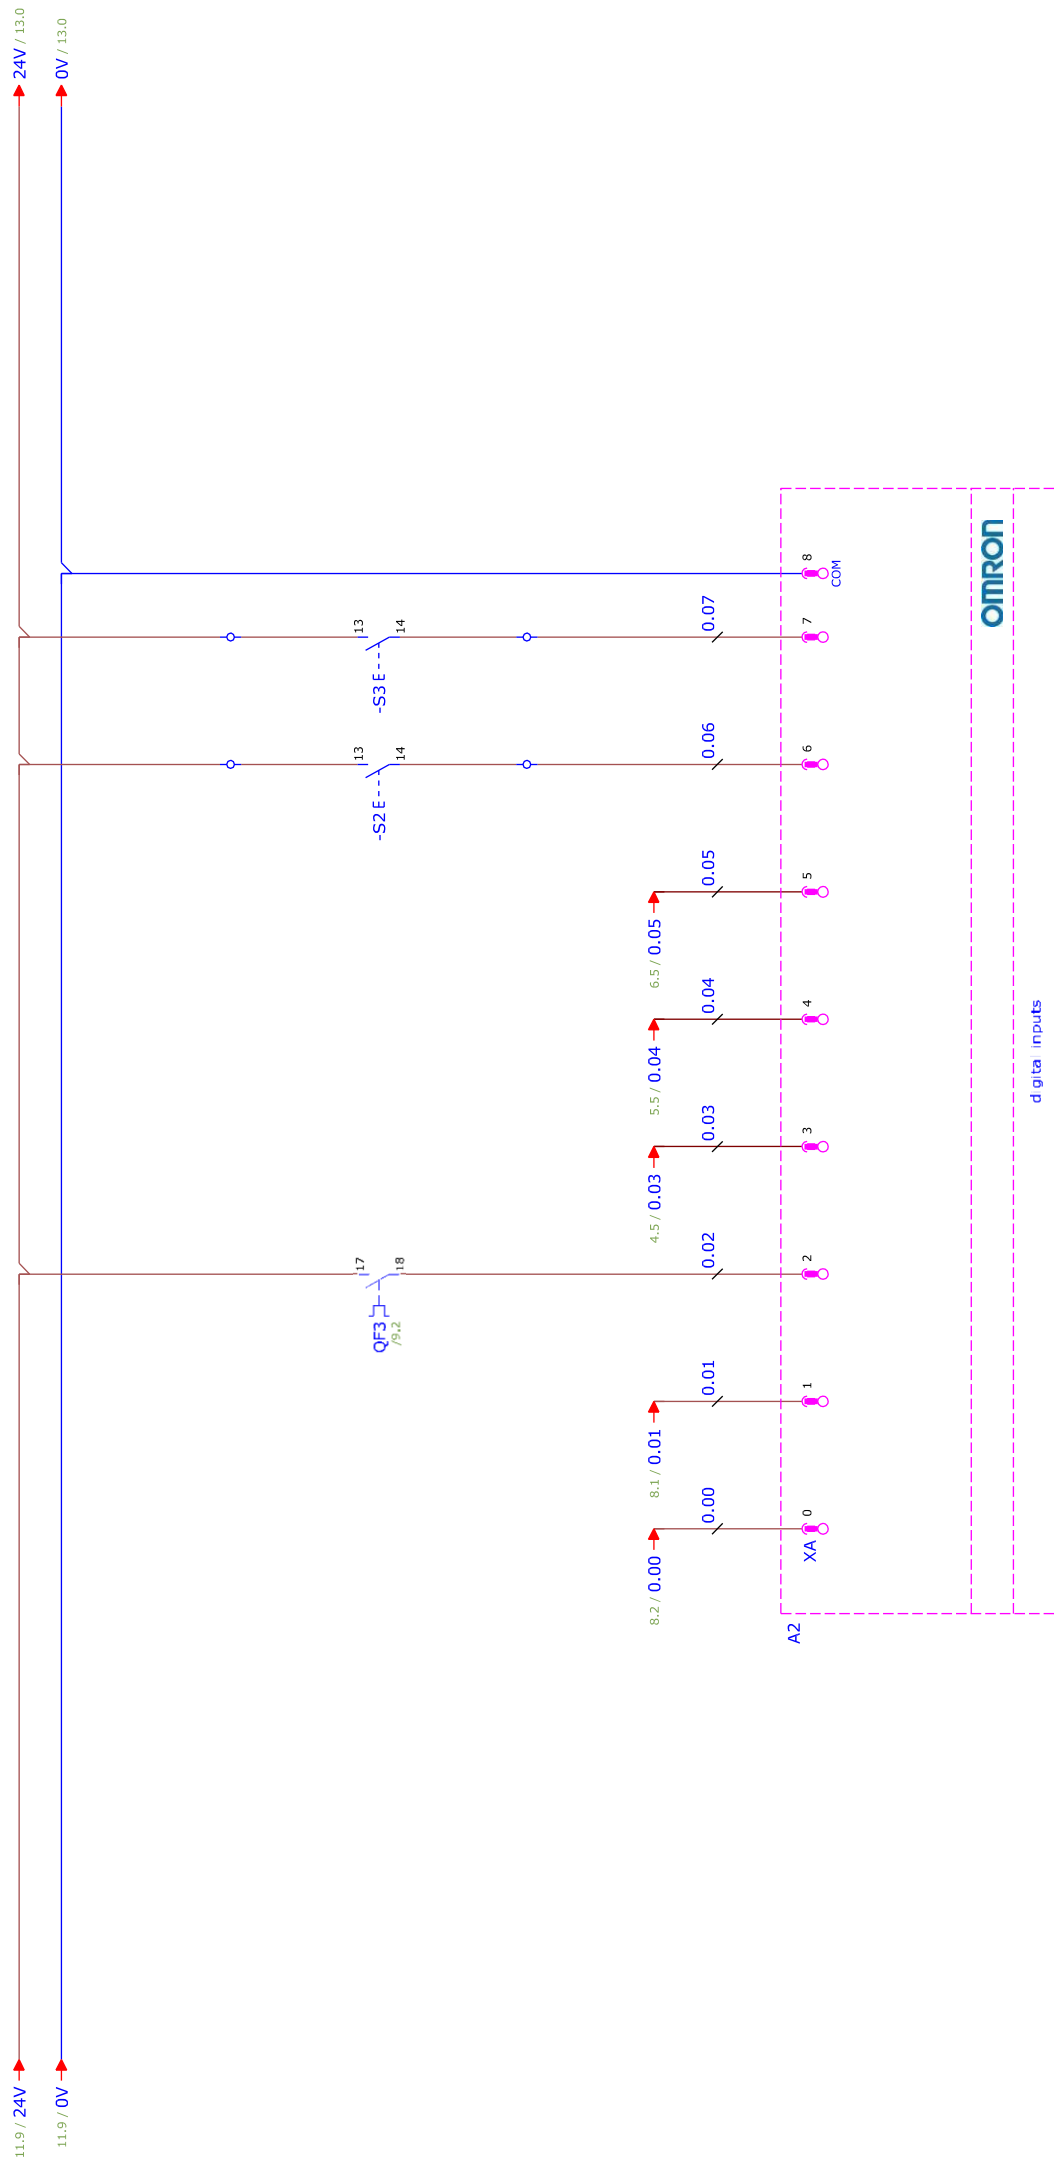 11.9 / 24V
24V / 13.0
11.9 / 0V
0V / 13.0
17
18
QF3
/9.2
13
14
-S2
13
14
-S3
8.2 / 0.00
8.1 / 0.01
4.5 / 0.03
5.5 / 0.04
6.5 / 0.05
0.00
0.01
0.02
0.03
0.04
0.05
0.06
0.07
A2
XA
0
1
2
3
4
5
6
7
8
COM
OMRON
digital inputs